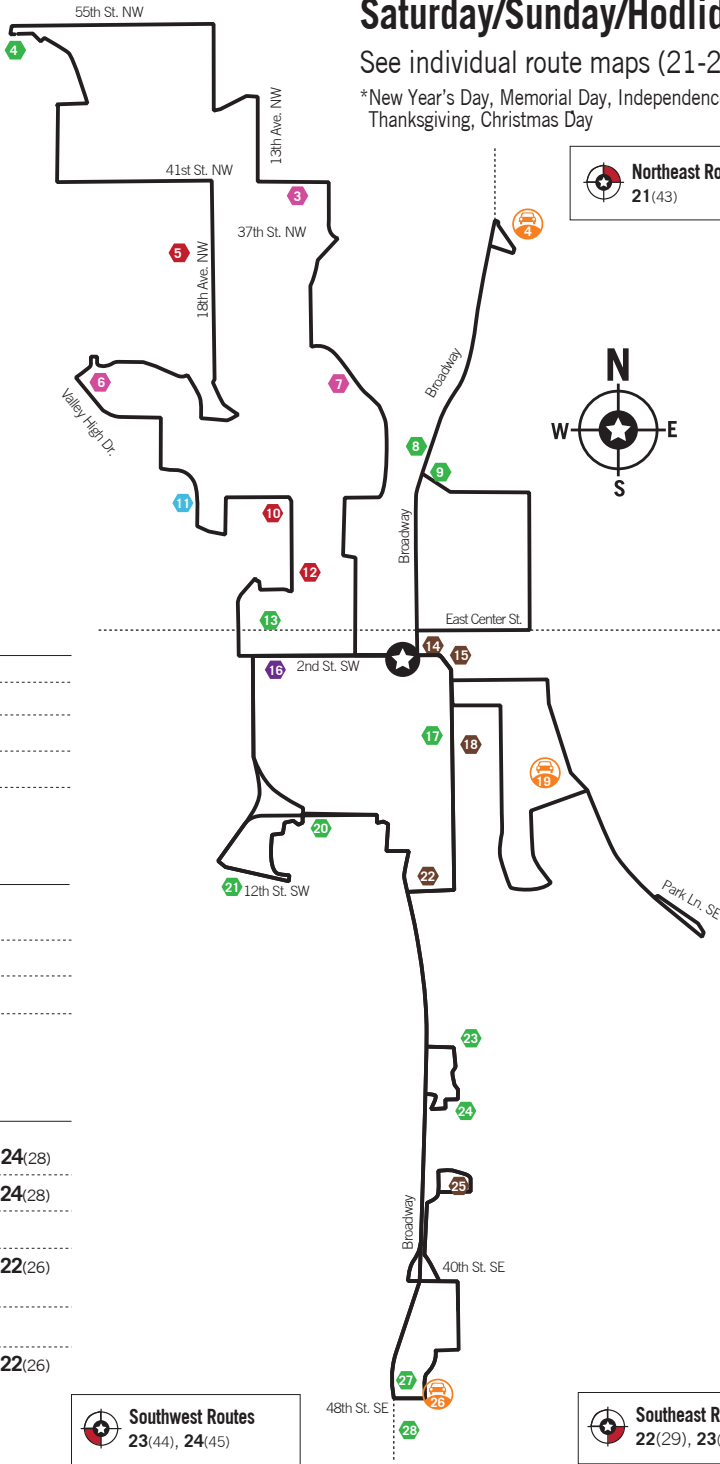 Saturday/Sunday/Hodlid
See individual route maps (21-2
*New Year's Day, Memorial Day, Independenc
Thanksgiving, Christmas Day
55th St. NW
4
13th Ave. NW
41st St. NW
3
Northeast Ro
21(43)
37th St. NW
4
5
18th Ave. NW
Broadway
N
W
E
S
6
Valley High Dr.
7
8
9
11
10
Broadway
12
13
East Center St.
14
15
16
2nd St. SW
17
18
19
20
21
12th St. SW
22
Park Ln. SE
23
24
24(28)
24(28)
25
Broadway
22(26)
40th St. SE
22(26)
27
26
48th St. SE
28
Southwest Routes
23(44), 24(45)
Southeast R
22(29), 23(